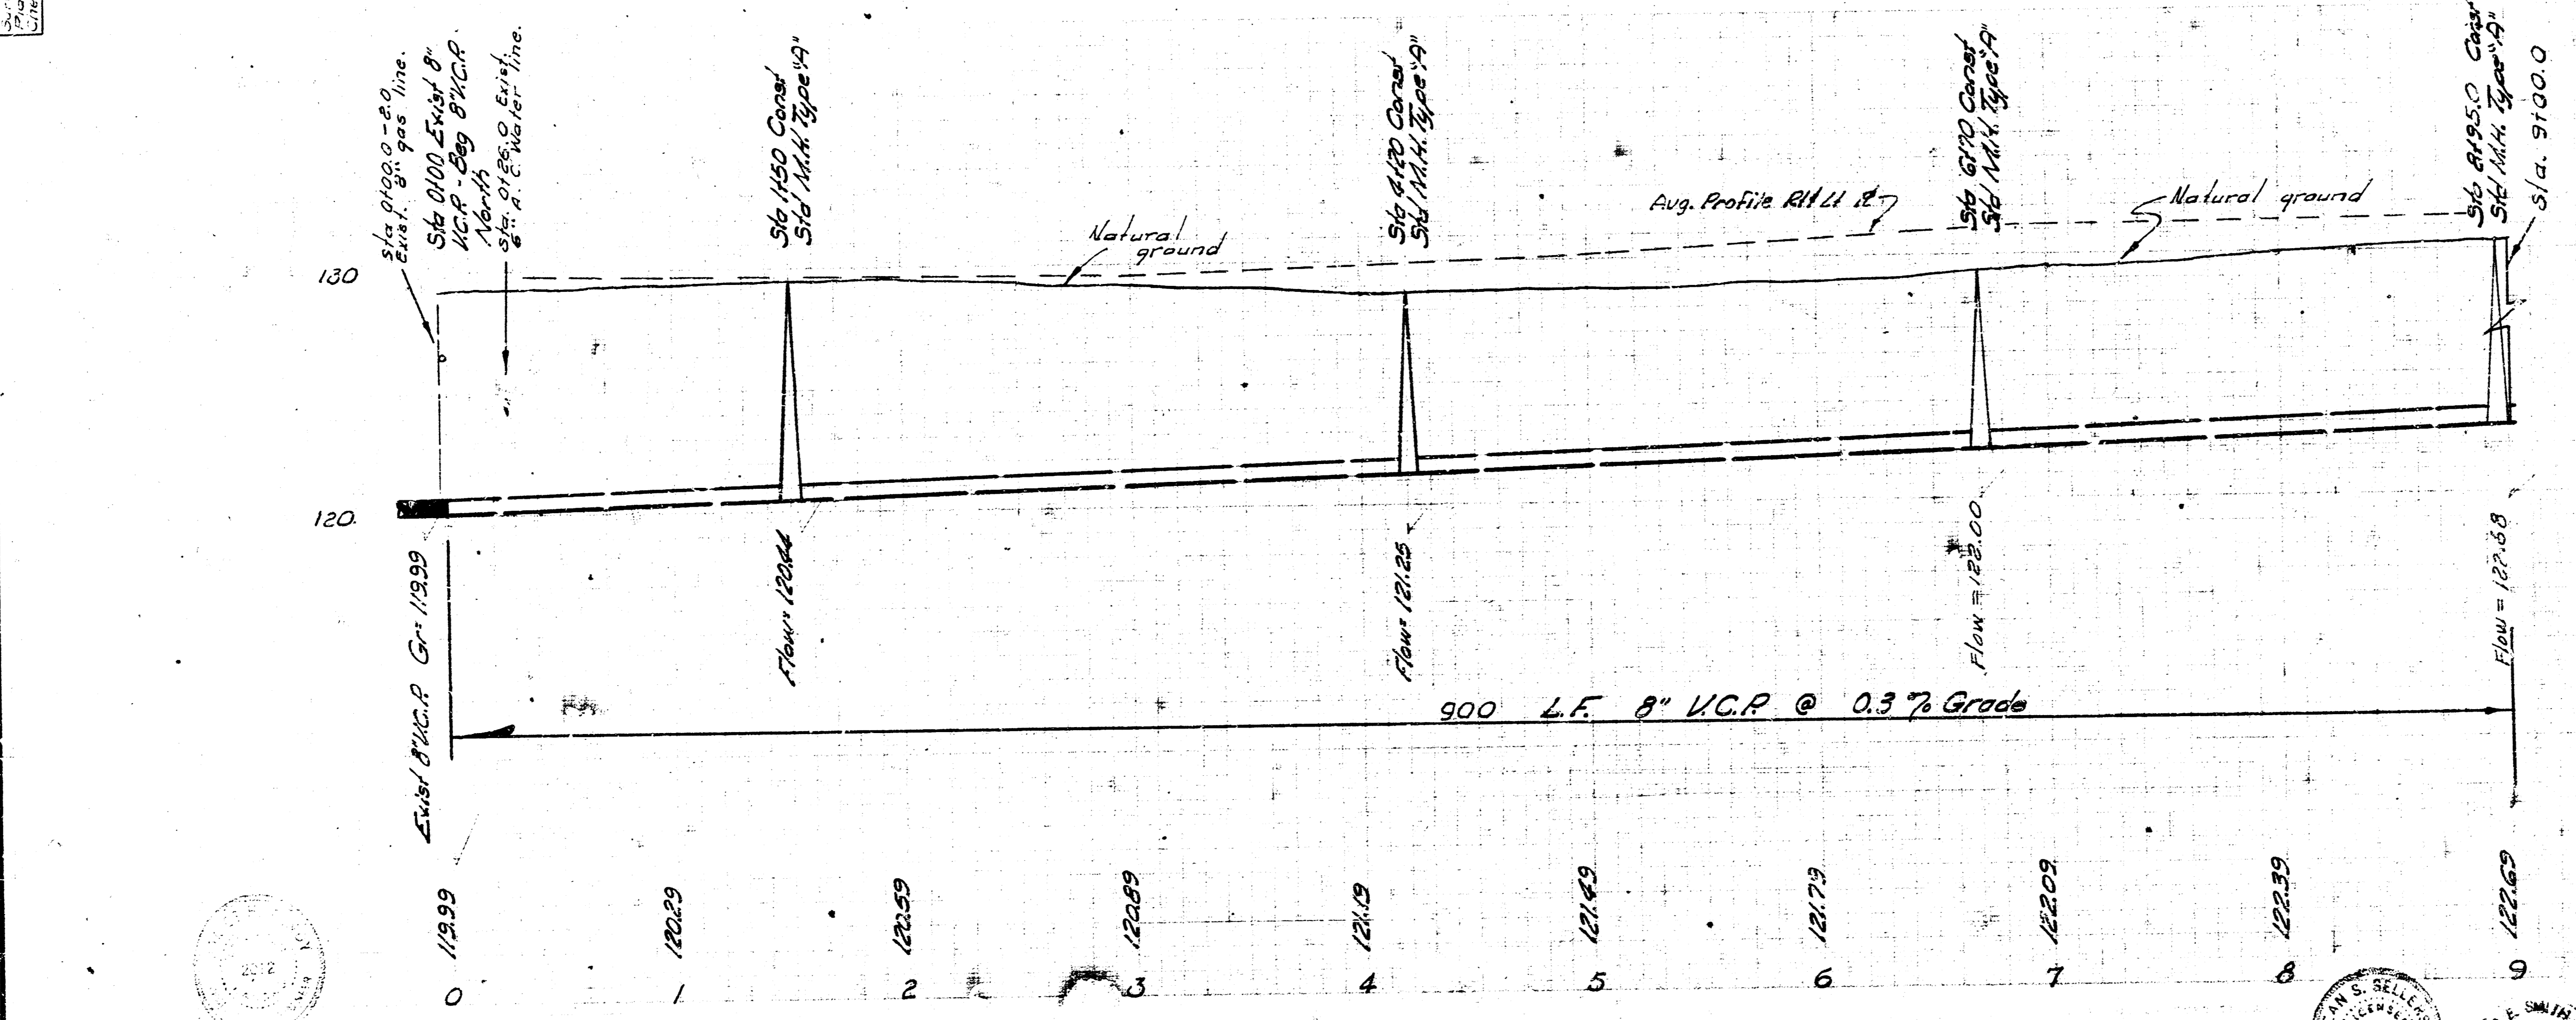 Sta 0+00.0 - 2.0
Exist. 8" gas line.
Sta 0+00 Exist 8"
V.C.P. - Beg 8" V.C.P.
North
Sta. 0+26.0 Exist.
6" A.C. Water line.
Sta 1+50 Const
Std M.H. Type "A"
Sta 4+20 Const
Std M.H. Type "A"
Sta 6+70 Const
Std M.H. Type "A"
Sta 8+95.0 Const
Std M.H. Type "A"
Sta. 9+00.0
Natural
ground
Avg. Profile Rt & Lt
Natural ground
130
120.
Exist 8" V.C.P. Gr= 119.99
Flow= 120.44
Flow= 121.25
Flow = 122.00
Flow = 122.68
900 L.F. 8" V.C.P. @ 0.3 % Grade
119.99
120.29
120.59
120.89
121.19
121.49
121.79
122.09
122.39
122.69
0 1 2 3 4 5 6 7 8 9
2012
S. SELLERS
E. SMITH